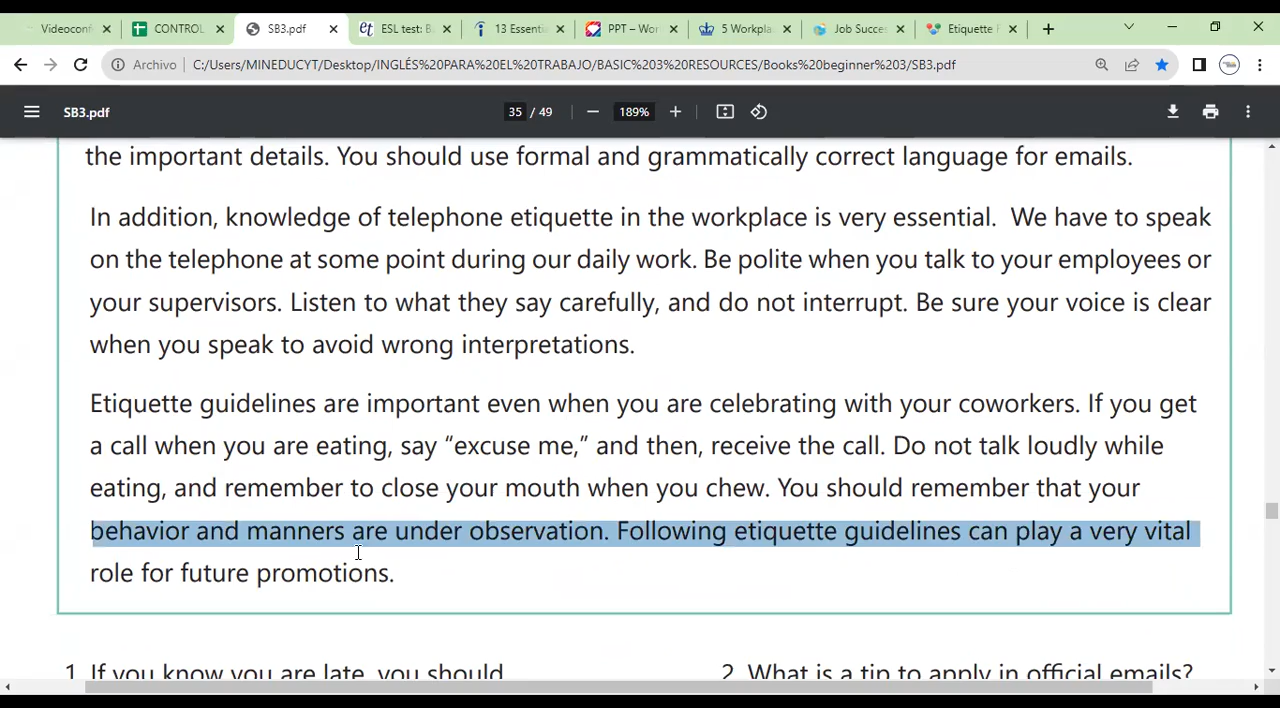 Videoconf
CONTROL
SB3.pdf
ESL test: B
13 Essenti
PPT – Wor
5 Workpla
Job Succes
Etiquette
Archivo
C:/Users/MINEDUCYT/Desktop/INGLÉS%20PARA%20EL%20TRABAJO/BASIC%203%20RESOURCES/Books%20beginner%203/SB3.pdf
SB3.pdf
35 / 49
189%
the important details. You should use formal and grammatically correct language for emails.
In addition, knowledge of telephone etiquette in the workplace is very essential. We have to speak
on the telephone at some point during our daily work. Be polite when you talk to your employees or
your supervisors. Listen to what they say carefully, and do not interrupt. Be sure your voice is clear
when you speak to avoid wrong interpretations.
Etiquette guidelines are important even when you are celebrating with your coworkers. If you get
a call when you are eating, say “excuse me,” and then, receive the call. Do not talk loudly while
eating, and remember to close your mouth when you chew. You should remember that your
behavior and manners are under observation. Following etiquette guidelines can play a very vital
role for future promotions.
1. If you know you are late, you should
2. What is a tip to apply in official emails?